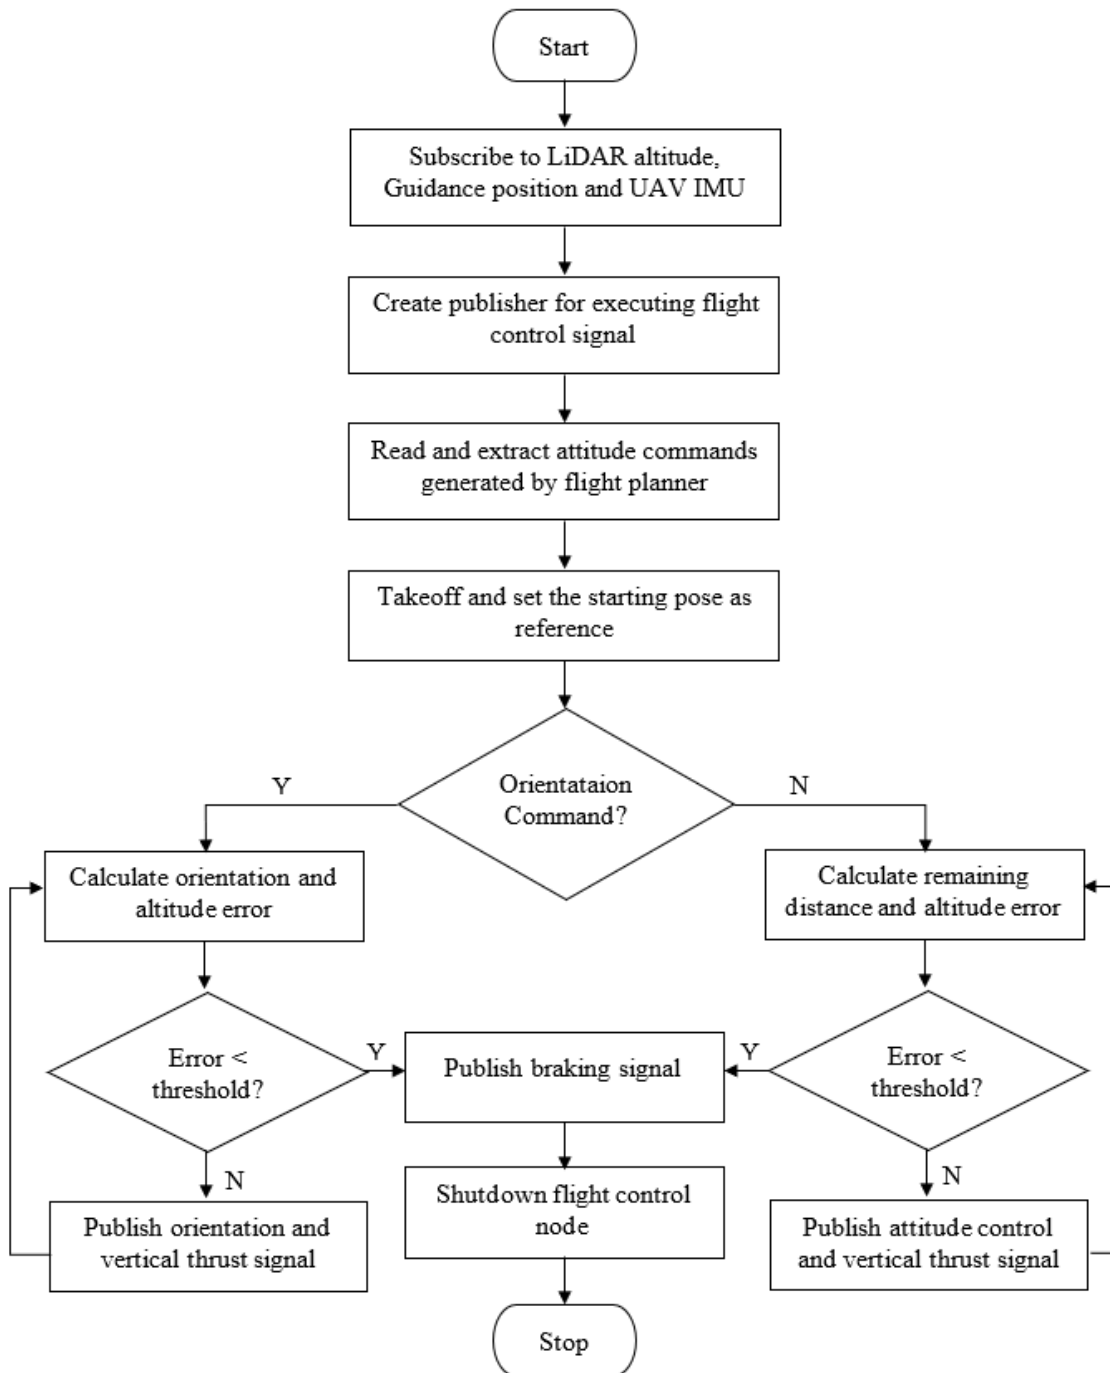 Start
Subscribe to LiDAR altitude,
Guidance position and UAV IMU
Create publisher for executing flight
control signal
Read and extract attitude commands
generated by flight planner
Takeoff and set the starting pose as
reference
Orientataion
Command?
Y
N
Calculate orientation and
altitude error
Calculate remaining
distance and altitude error
Error <
threshold?
Y
Publish braking signal
Y
Error <
threshold?
N
N
Publish orientation and
vertical thrust signal
Shutdown flight control
node
Publish attitude control
and vertical thrust signal
Stop